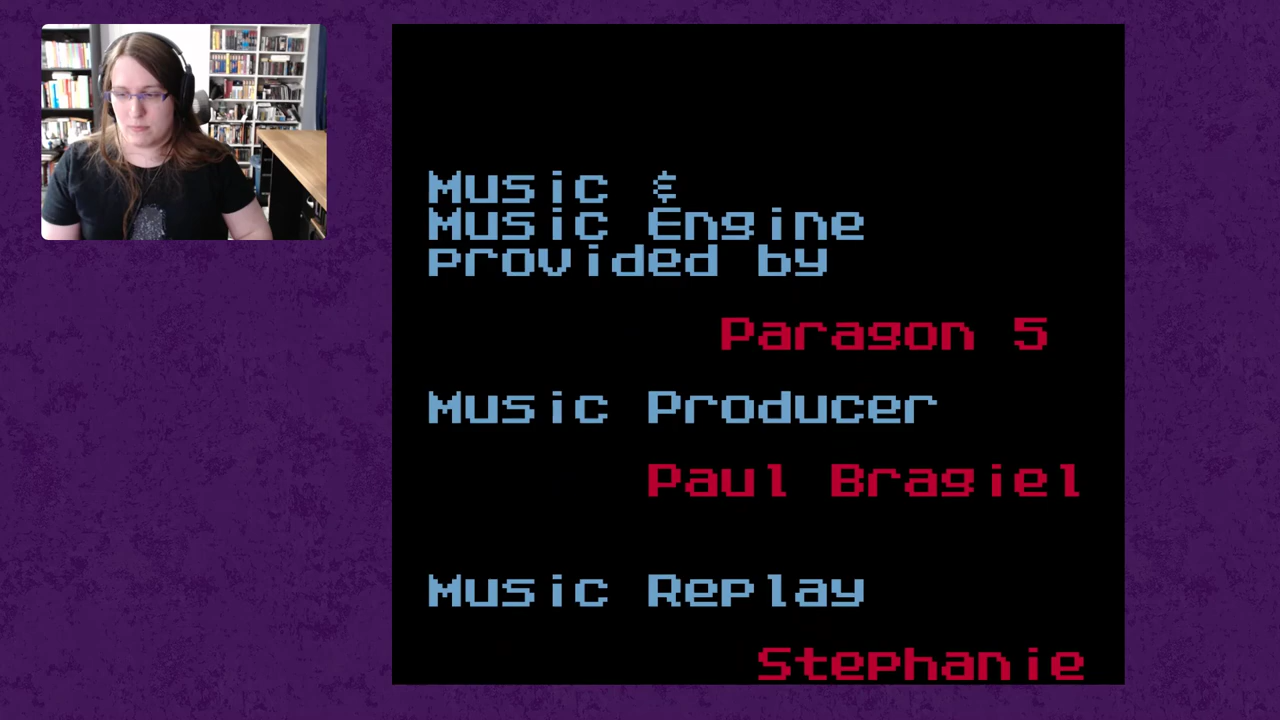 Music &
Music Engine
provided by
Paragon 5
Music Producer
Paul Bragiel
Music Replay
Stephanie